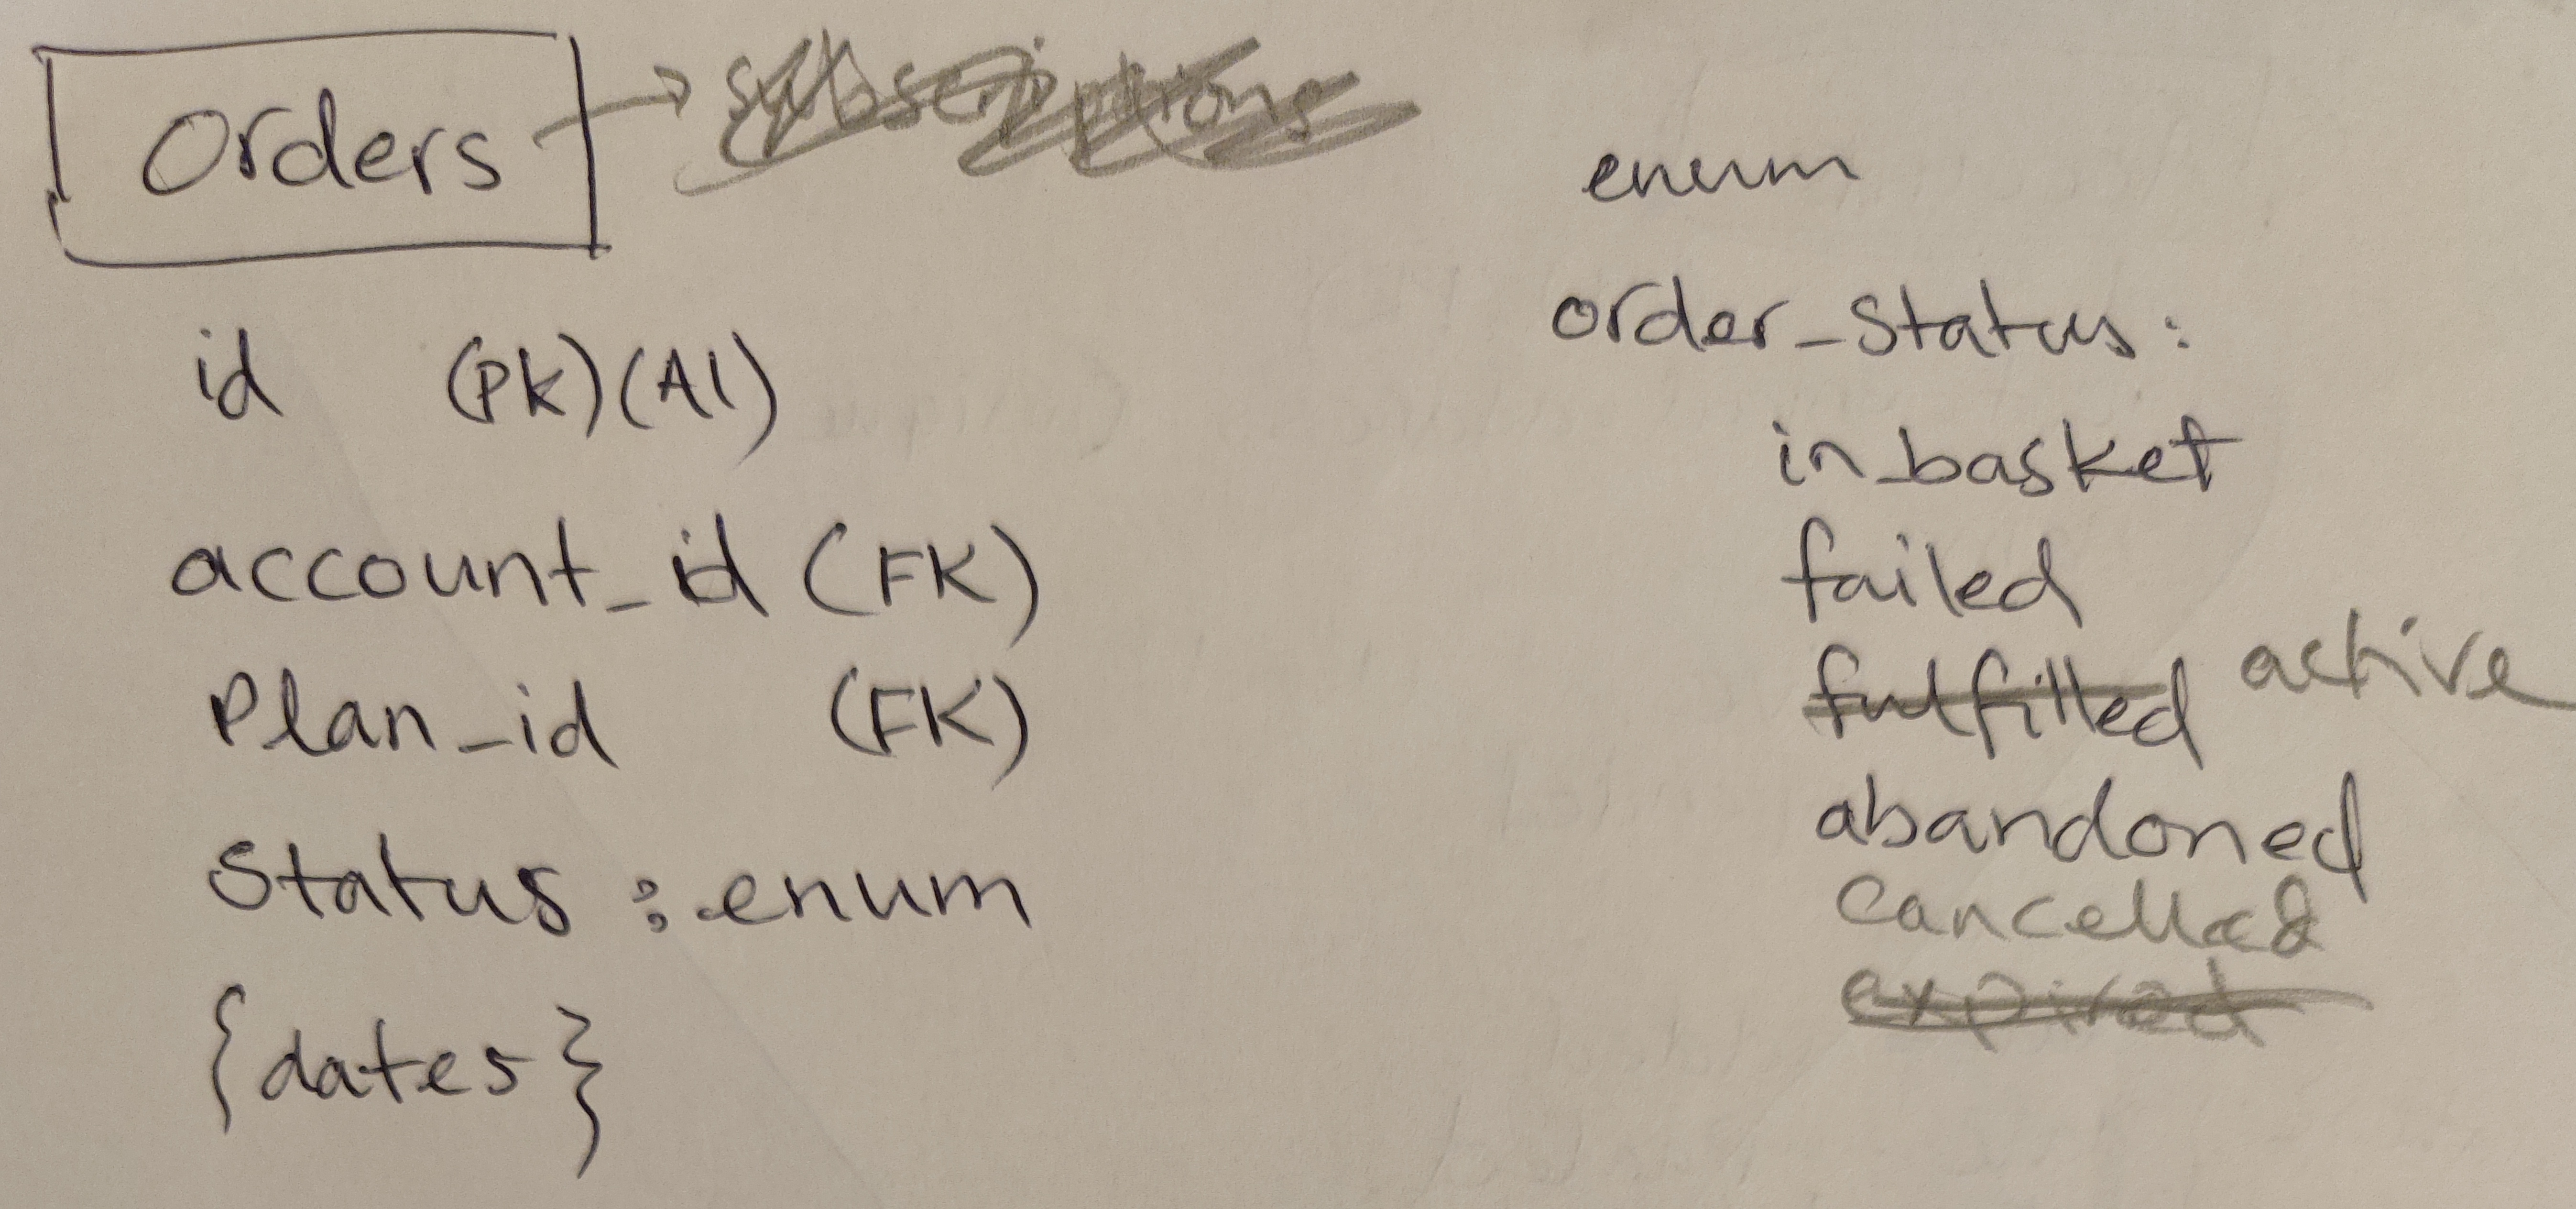 Orders → subscriptions
id (PK)(AI)
account_id (FK)
Plan_id (FK)
Status : enum
{dates}
enum
order_status:
in_basket
failed
fulfilled active
abandoned
cancelled
expired